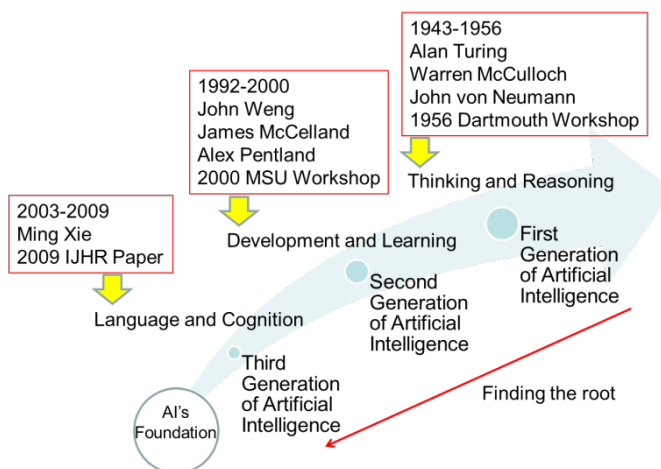 1943-1956
Alan Turing
Warren McCulloch
John von Neumann
1956 Dartmouth Workshop
Thinking and Reasoning
First
Generation
of Artificial
Intelligence
1992-2000
John Weng
James McCelland
Alex Pentland
2000 MSU Workshop
Development and Learning
Second
Generation
of Artificial
Intelligence
2003-2009
Ming Xie
2009 IJHR Paper
Language and Cognition
Third
Generation
of Artificial
Intelligence
AI's
Foundation
Finding the root